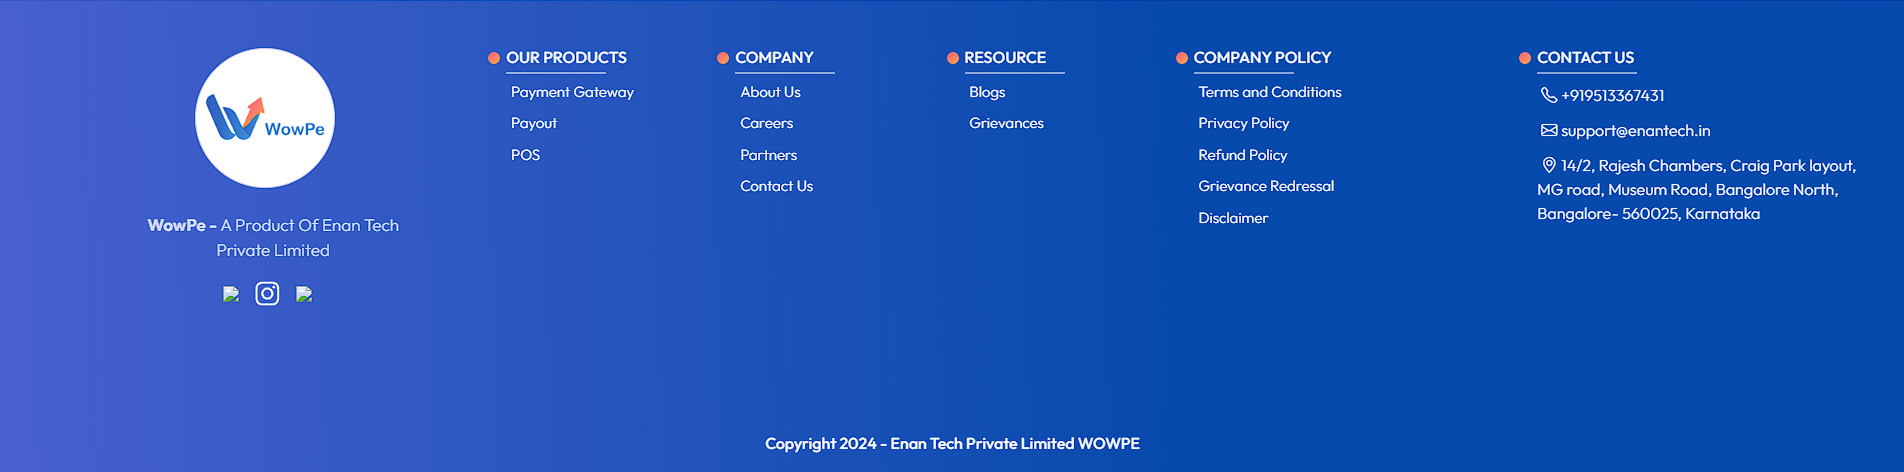 WowPe
WowPe - A Product Of Enan Tech
Private Limited
OUR PRODUCTS
Payment Gateway
Payout
POS
COMPANY
About Us
Careers
Partners
Contact Us
RESOURCE
Blogs
Grievances
COMPANY POLICY
Terms and Conditions
Privacy Policy
Refund Policy
Grievance Redressal
Disclaimer
CONTACT US
+919513367431
support@enantech.in
14/2, Rajesh Chambers, Craig Park layout,
MG road, Museum Road, Bangalore North,
Bangalore- 560025, Karnataka
Copyright 2024 - Enan Tech Private Limited WOWPE